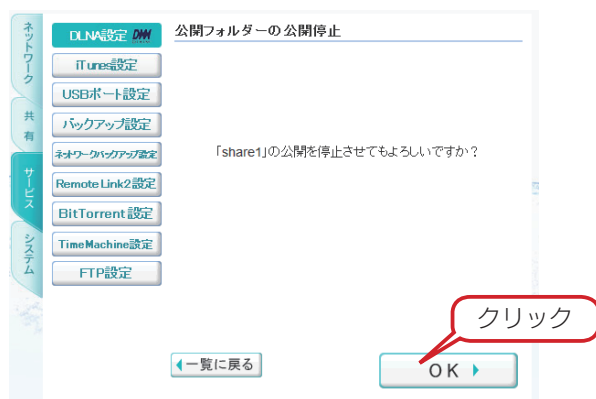 ネットワーク
共有
サービス
システム
DLNA設定 DiXiM
iTunes設定
USBポート設定
バックアップ設定
ネットワークバックアップ設定
RemoteLink2設定
BitTorrent設定
TimeMachine設定
FTP設定
公開フォルダーの公開停止
「share1」の公開を停止させてもよろしいですか？
クリック
一覧に戻る
OK